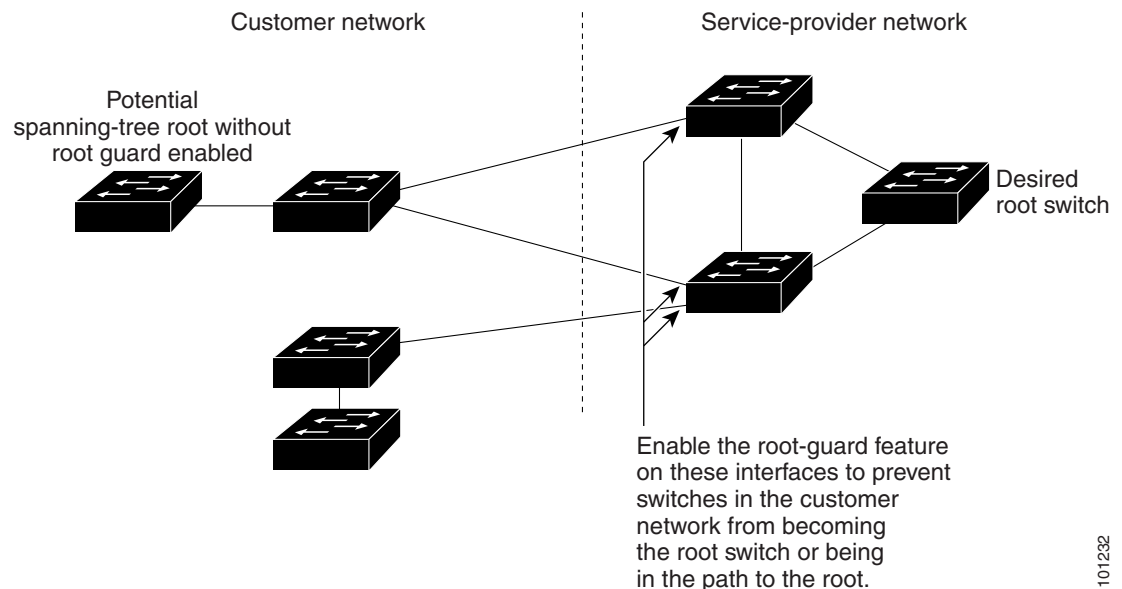 Customer network
Service-provider network
Potential
spanning-tree root without
root guard enabled
Desired
root switch
Enable the root-guard feature
on these interfaces to prevent
switches in the customer
network from becoming
the root switch or being
in the path to the root.
101232